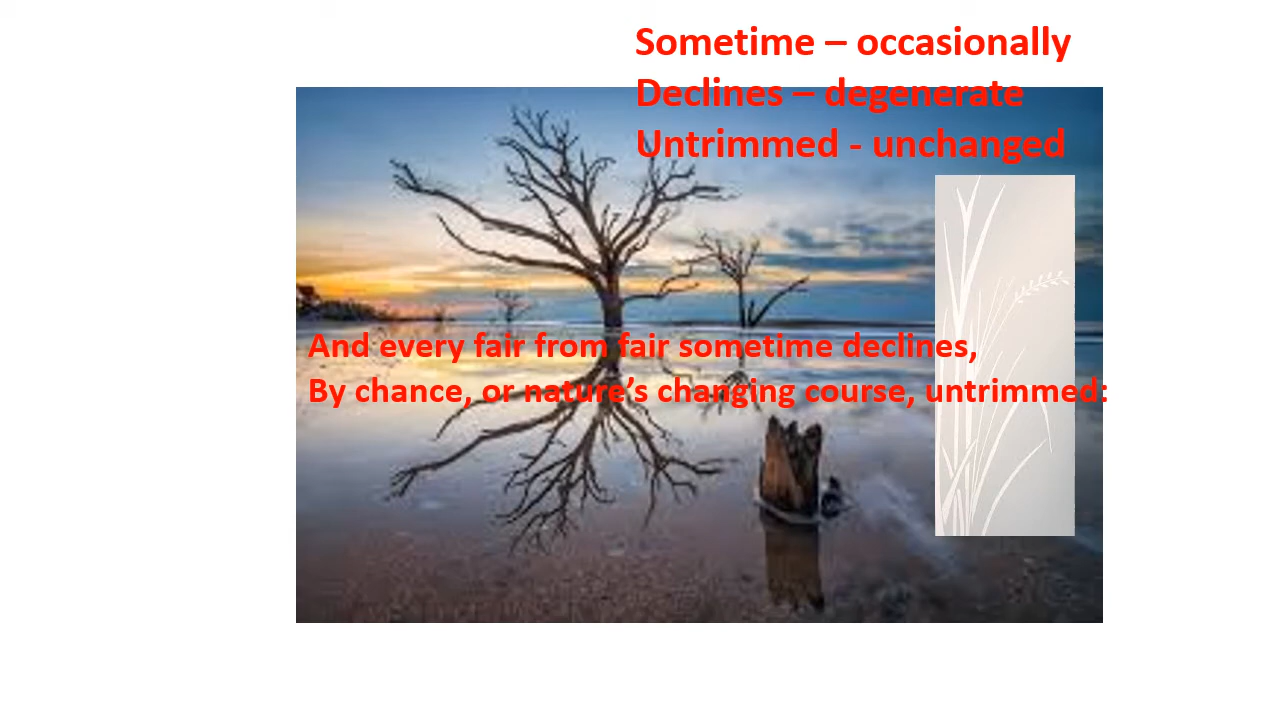 Sometime – occasionally
Declines – degenerate
Untrimmed - unchanged
And every fair from fair sometime declines,
By chance, or nature’s changing course, untrimmed: